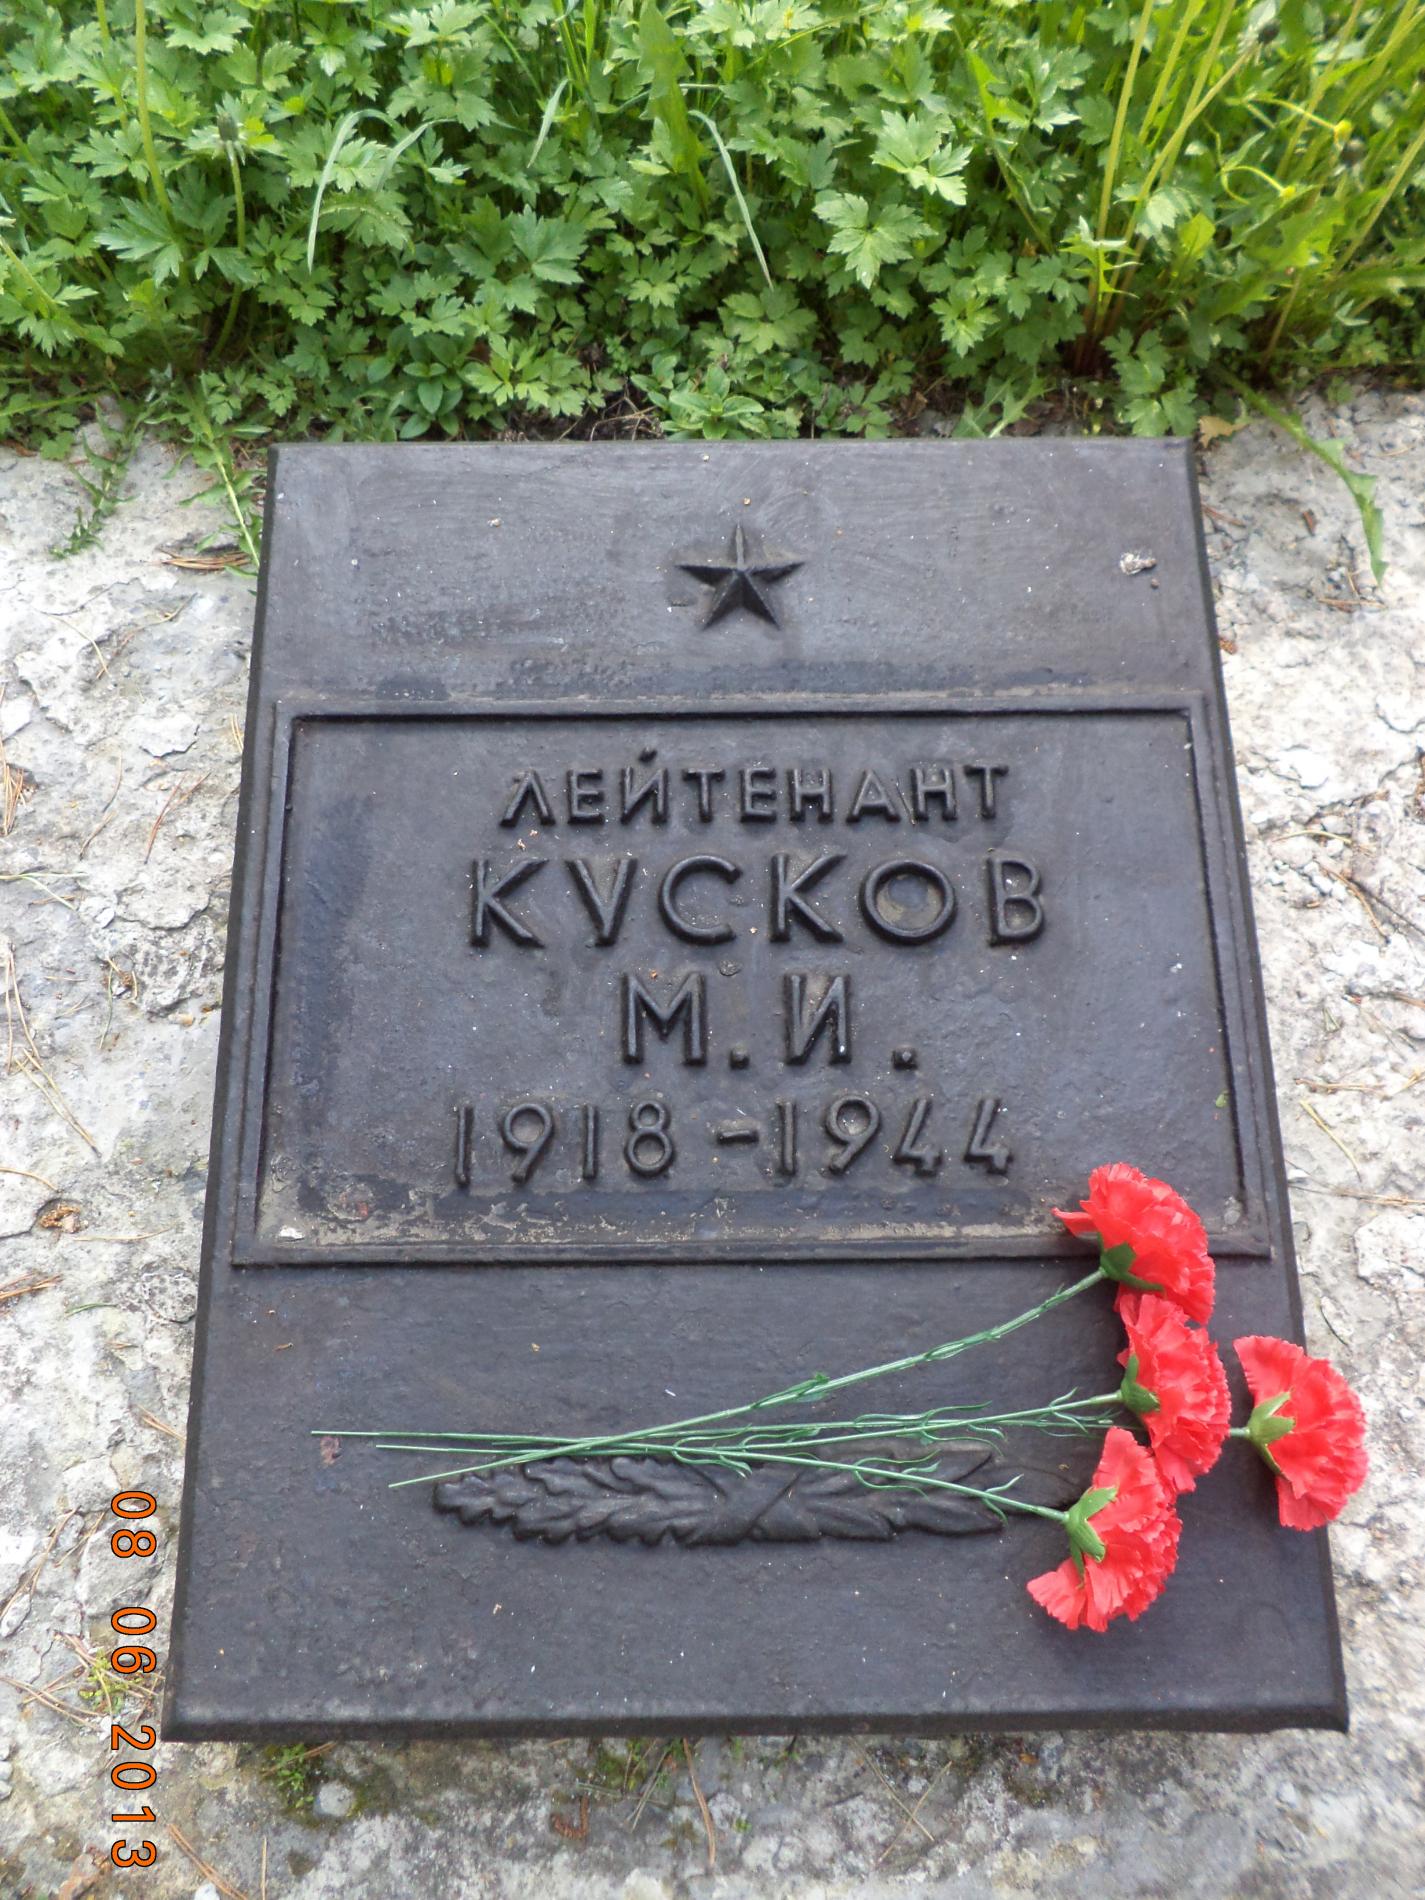 ЛЕЙТЕНАНТ
КУСКОВ
М.И.
1918-1944
08 06 2013